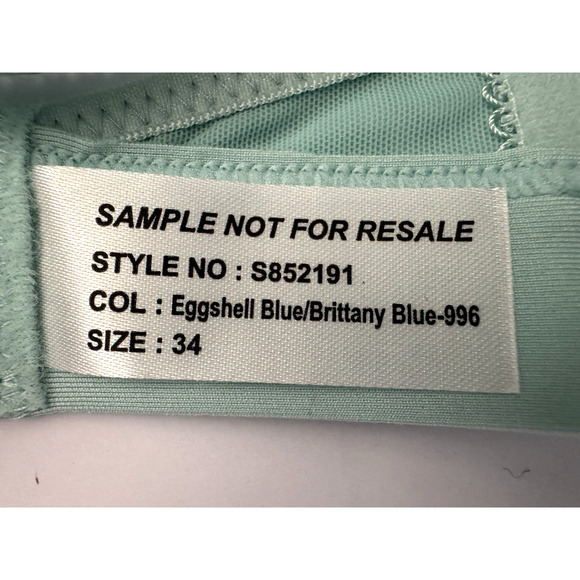 SAMPLE NOT FOR RESALE
STYLE NO : S852191
COL : Eggshell Blue/Brittany Blue-996
SIZE : 34